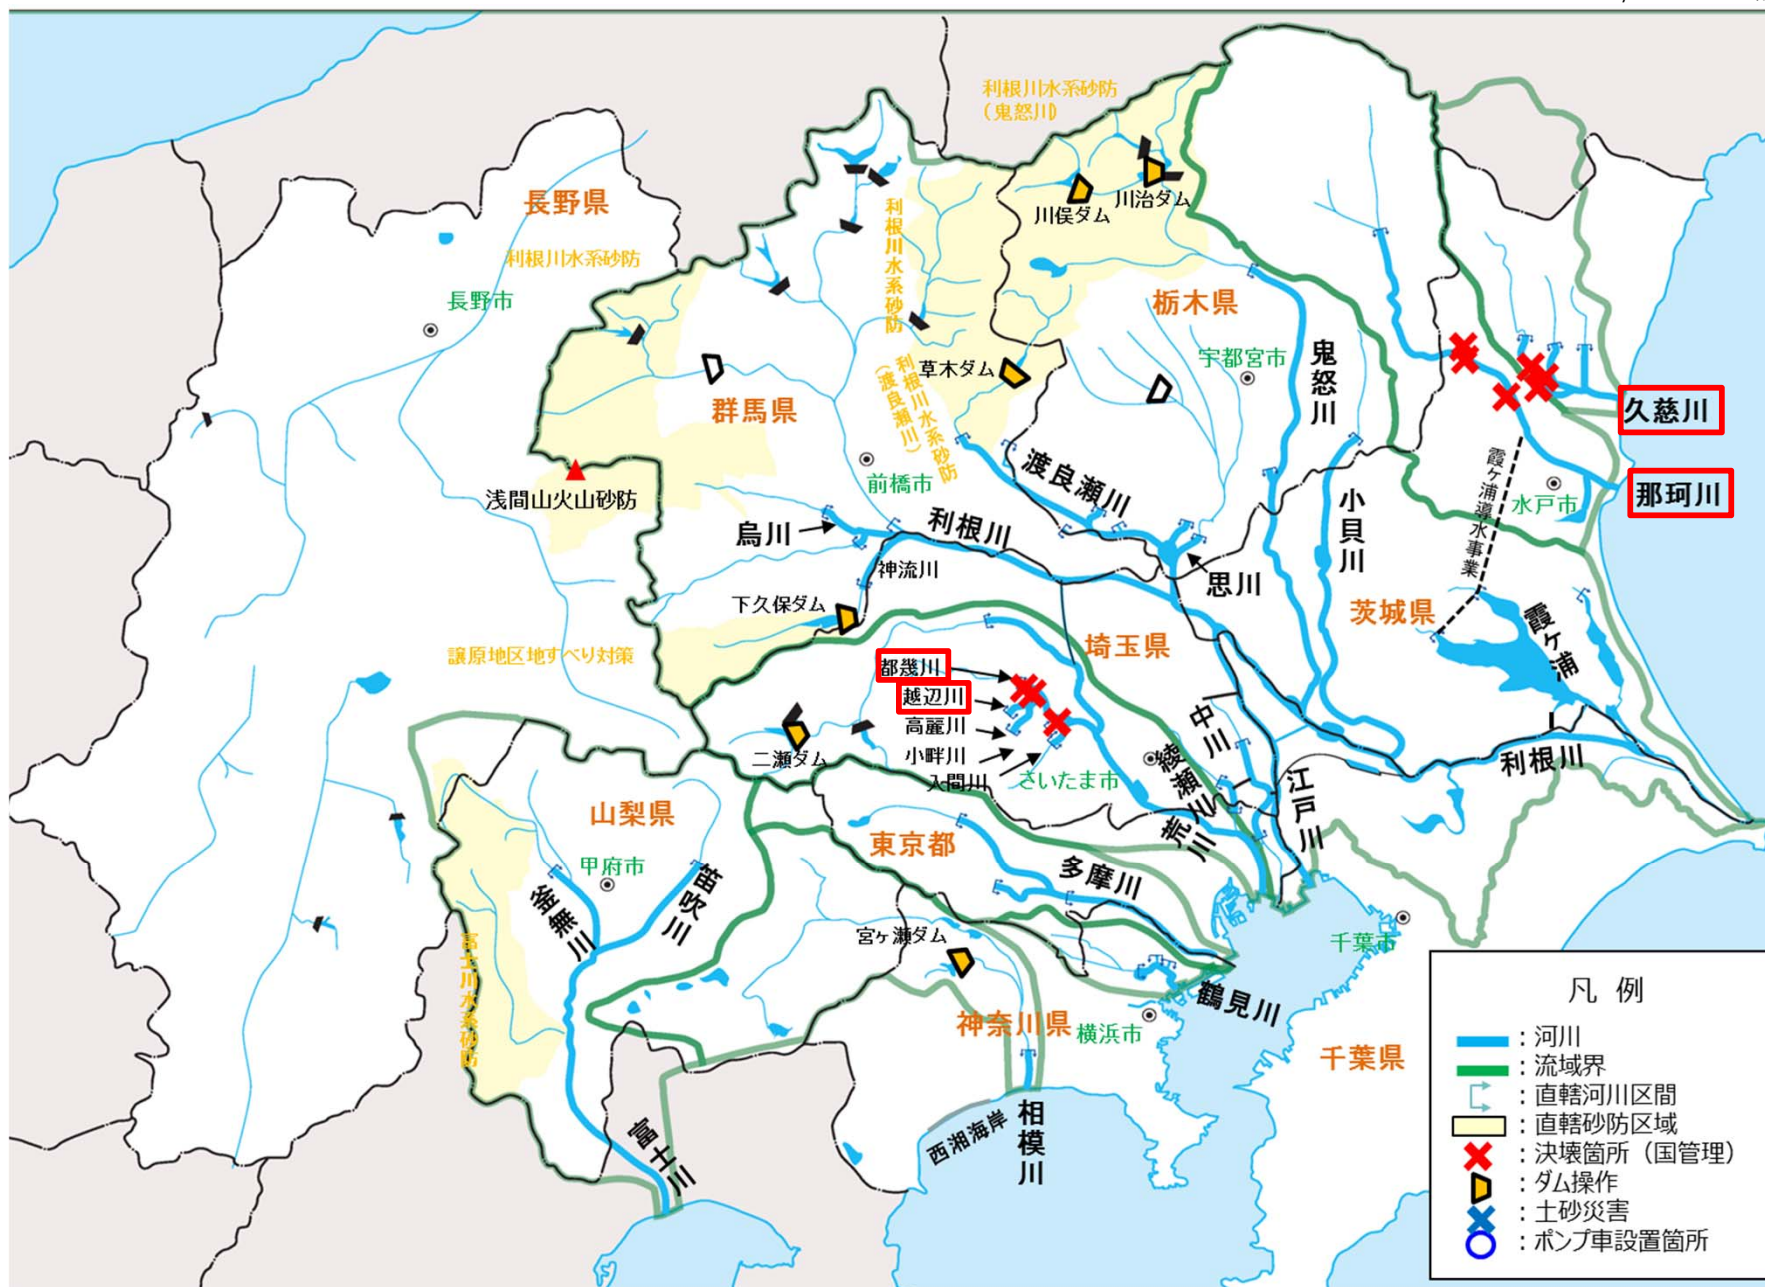 利根川水系砂防
(鬼怒川)
長野県
川俣ダム
川治ダム
利根川水系砂防
利根川水系砂防
長野市
栃木県
草木ダム
宇都宮市
鬼怒川
群馬県
利根川水系砂防
(渡良瀬川)
久慈川
前橋市
渡良瀬川
浅間山火山砂防
小貝川
霞ヶ浦導水事業
水戸市
那珂川
烏川
利根川
神流川
思川
下久保ダム
茨城県
霞ヶ浦
埼玉県
譲原地区地すべり対策
都幾川
越辺川
高麗川
小畔川
入間川
二瀬ダム
さいたま市
中川
綾瀬川
荒川
江戸川
利根川
山梨県
東京都
甲府市
笛吹川
釜無川
多摩川
宮ヶ瀬ダム
千葉市
富士川水系砂防
鶴見川
神奈川県
横浜市
千葉県
相模川
西湘海岸
富士川
凡 例
:河川
:流域界
:直轄河川区間
:直轄砂防区域
:決壊箇所（国管理）
:ダム操作
:土砂災害
:ポンプ車設置箇所